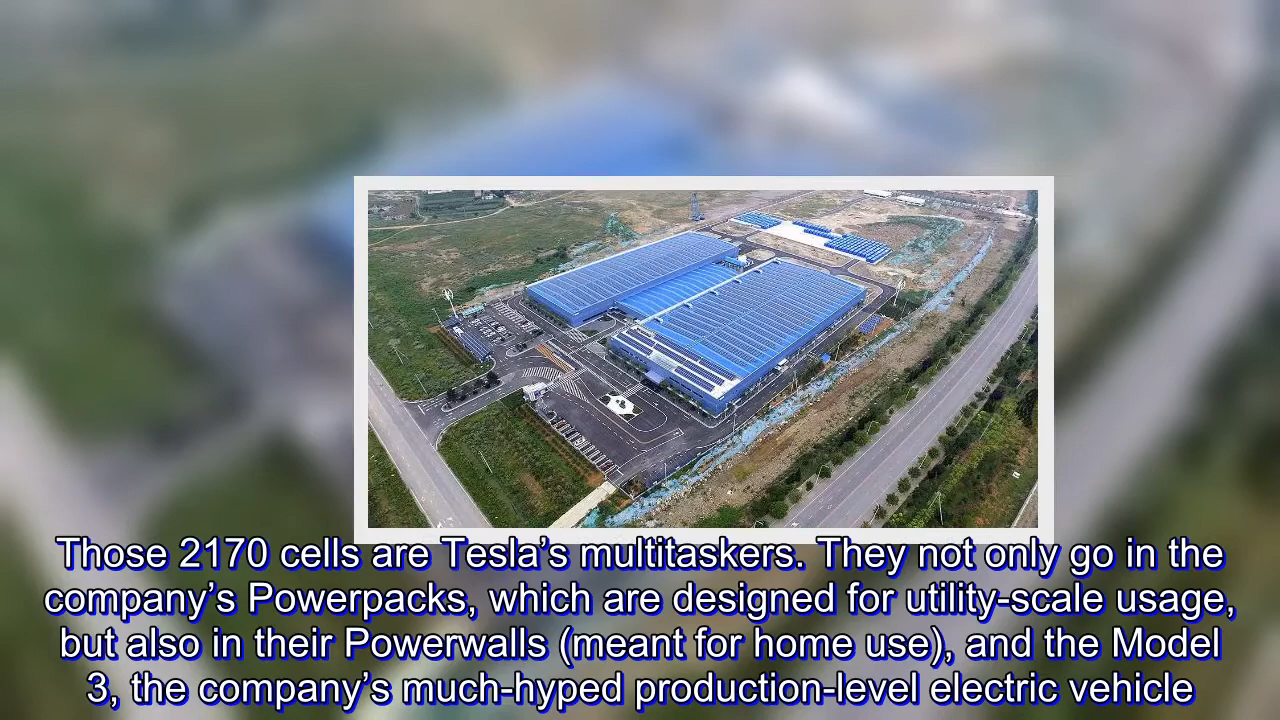 Those 2170 cells are Tesla’s multitaskers. They not only go in the
company’s Powerpacks, which are designed for utility-scale usage,
but also in their Powerwalls (meant for home use), and the Model
3, the company’s much-hyped production-level electric vehicle